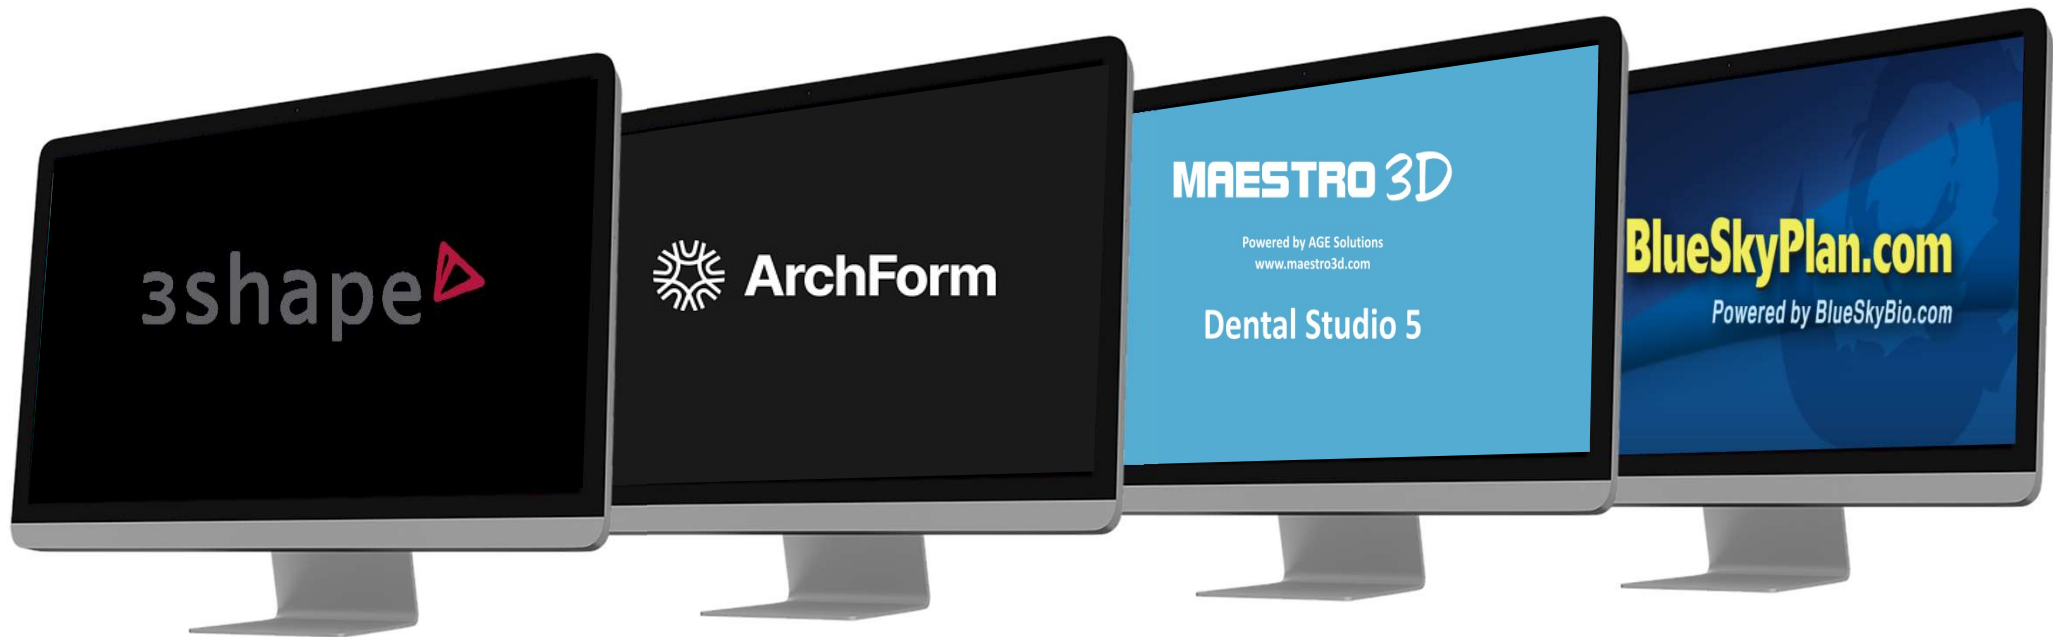 3shape
ArchForm
MAESTRO 3D
Powered by AGE Solutions
www.maestro3d.com
Dental Studio 5
BlueSkyPlan.com
Powered by BlueSkyBio.com